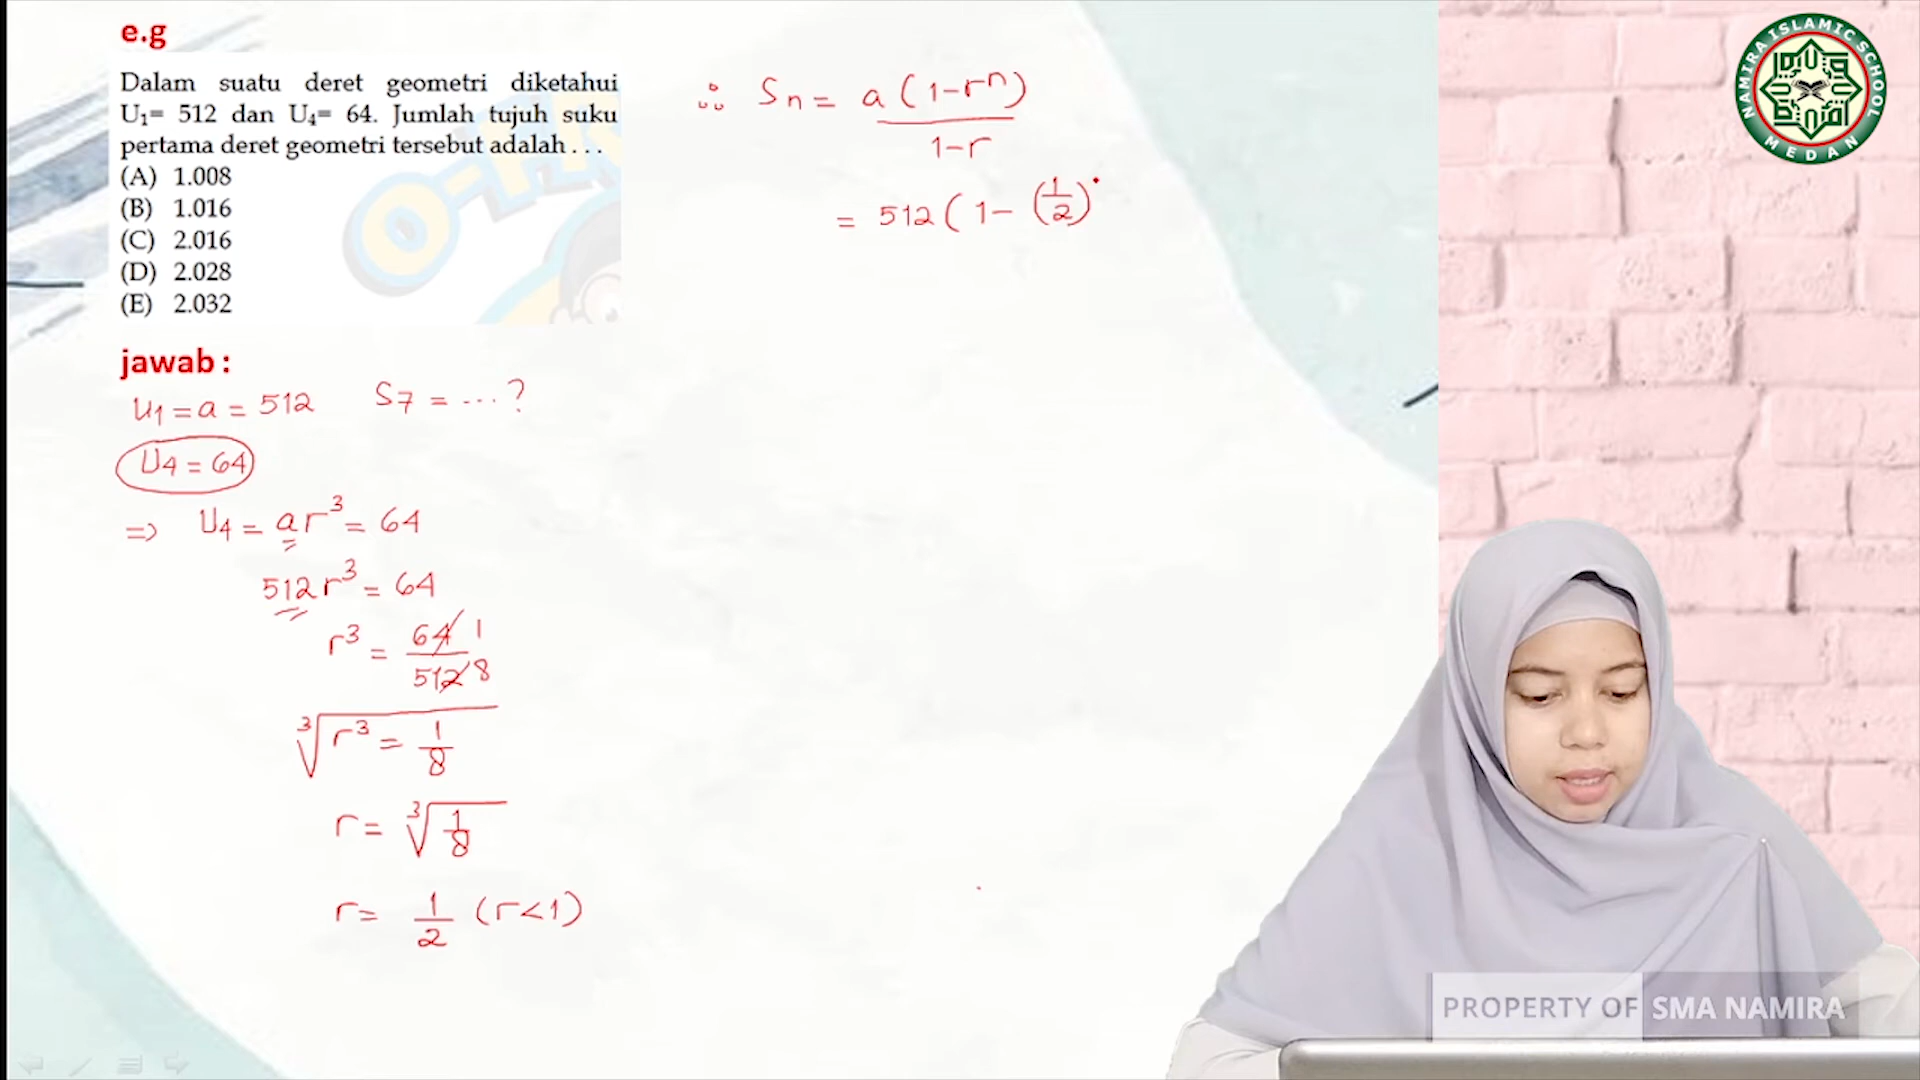 e.g
Dalam suatu deret geometri diketahui
U₁= 512 dan U₄= 64. Jumlah tujuh suku
pertama deret geometri tersebut adalah . . .
(A) 1.008
(B) 1.016
(C) 2.016
(D) 2.028
(E) 2.032
jawab :
U₁ = a = 512 S₇ = ... ?
U₄ = 64
=> U₄ = ar³ = 64
512r³ = 64
r³ = 64/512 1/8
∛r³ = 1/8
r = ∛1/8
r = 1/2 (r<1)
∴ Sₙ = a(1-rⁿ)
1-r
= 512(1-(1/2)
NAMIRA ISLAMIC SCHOOL
MEDAN
PROPERTY OF SMA NAMIRA